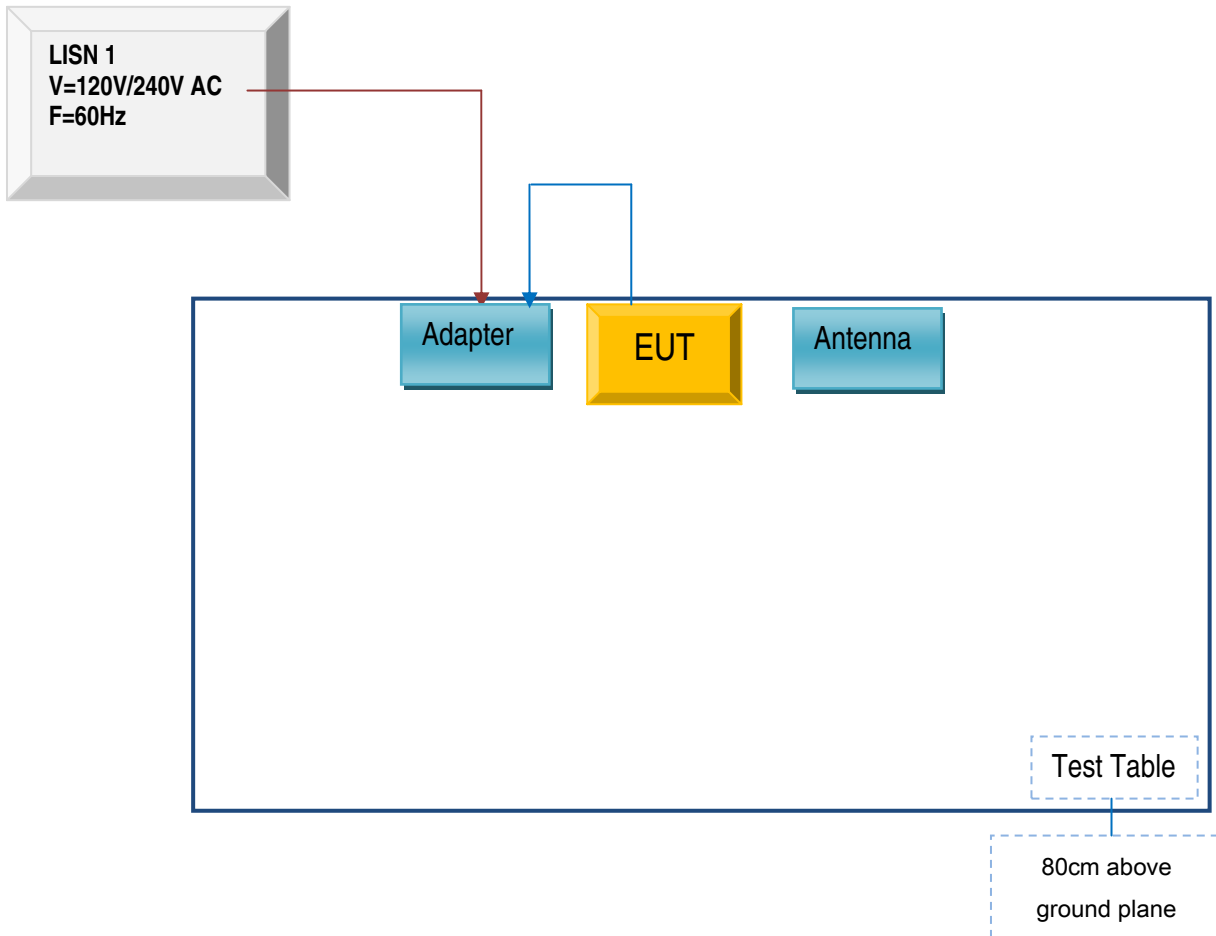 LISN 1
V=120V/240V AC
F=60Hz
Adapter
EUT
Antenna
Test Table
80cm above
ground plane